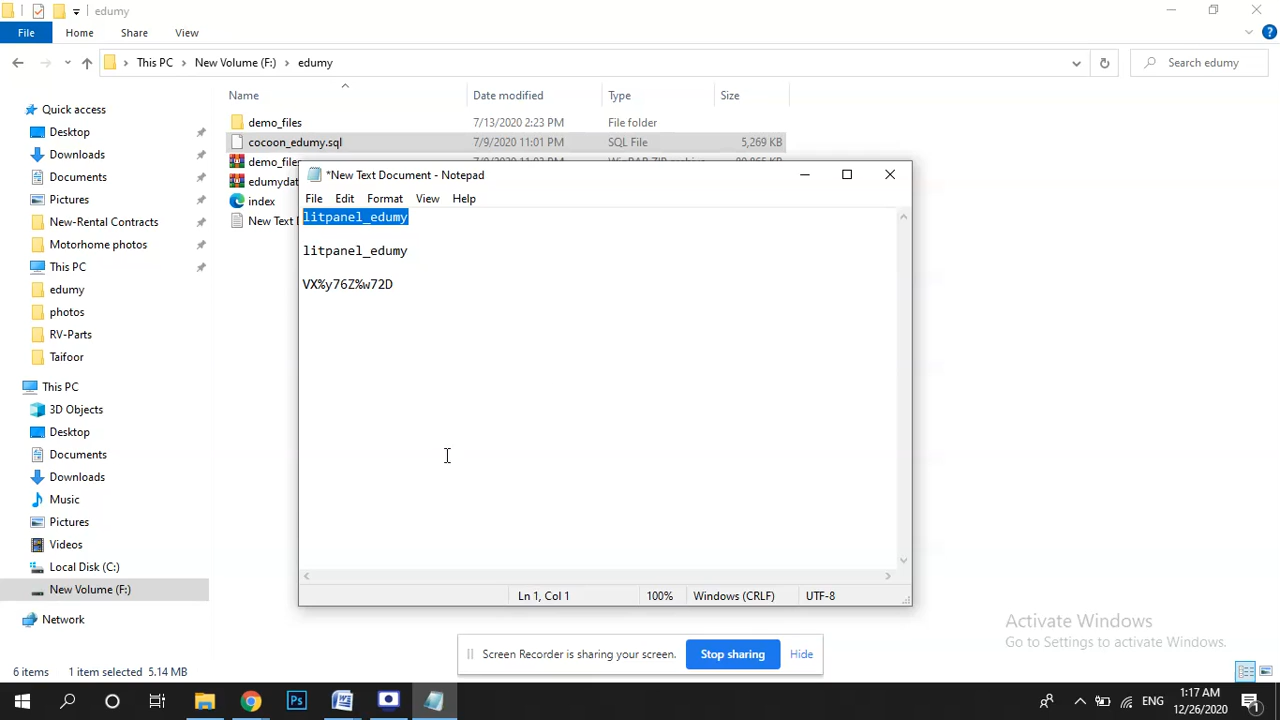 edumy
File Home Share View
This PC New Volume (F:) edumy
Search edumy
Name Date modified Type Size
Quick access
Desktop
Downloads
Documents
Pictures
New-Rental Contracts
Motorhome photos
This PC
edumy
photos
RV-Parts
Taifoor
This PC
3D Objects
Desktop
Documents
Downloads
Music
Pictures
Videos
Local Disk (C:)
New Volume (F:)
Network
demo_files 7/13/2020 2:23 PM File folder
cocoon_edumy.sql 7/9/2020 11:01 PM SQL File 5,269 KB
demo_file
edumydat
index
New Text
*New Text Document - Notepad
File Edit Format View Help
litpanel_edumy
litpanel_edumy
VX%y76Z%w72D
Ln 1, Col 1 100% Windows (CRLF) UTF-8
Activate Windows
Go to Settings to activate Windows.
Screen Recorder is sharing your screen. Stop sharing Hide
6 items 1 item selected 5.14 MB
ENG 1:17 AM
12/26/2020